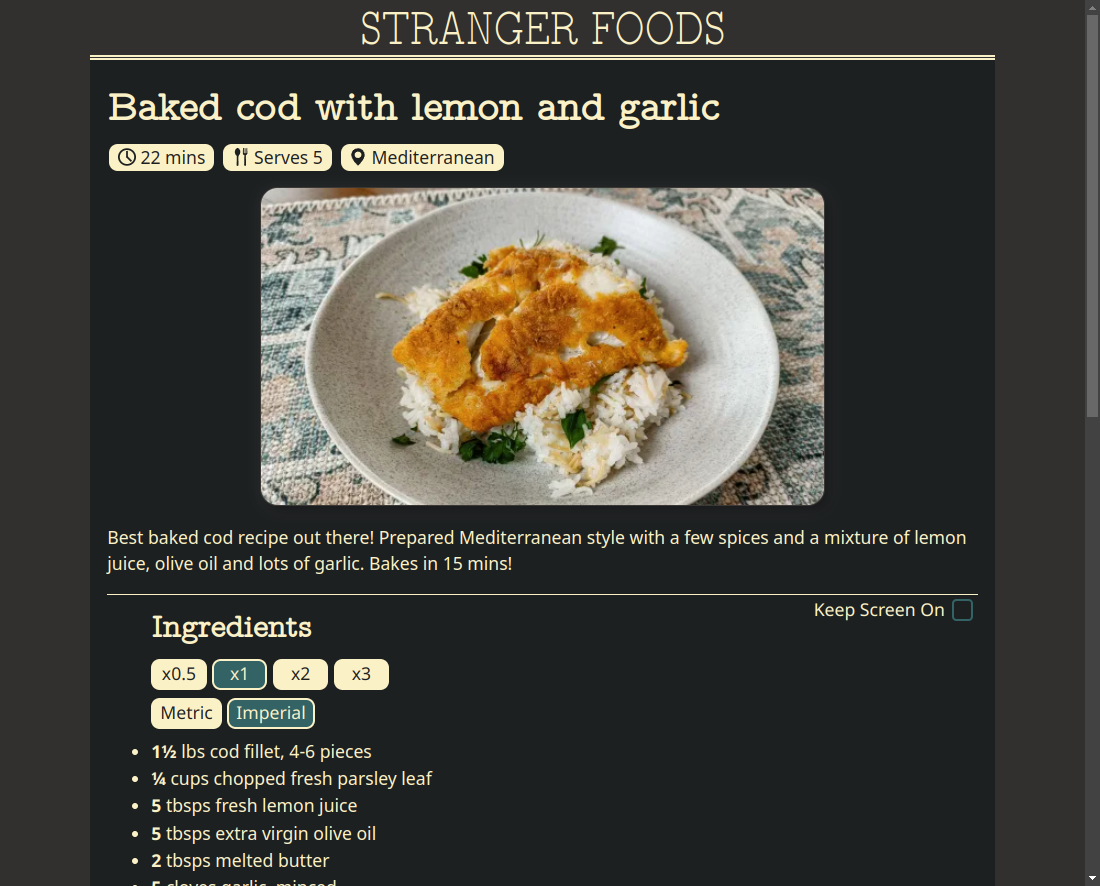 STRANGER FOODS
Baked cod with lemon and garlic
22 mins Serves 5 Mediterranean
Best baked cod recipe out there! Prepared Mediterranean style with a few spices and a mixture of lemon
juice, olive oil and lots of garlic. Bakes in 15 mins!
Keep Screen On
Ingredients
x0.5 x1 x2 x3
Metric Imperial
1½ lbs cod fillet, 4-6 pieces
¼ cups chopped fresh parsley leaf
5 tbsps fresh lemon juice
5 tbsps extra virgin olive oil
2 tbsps melted butter
5 cloves garlic, minced